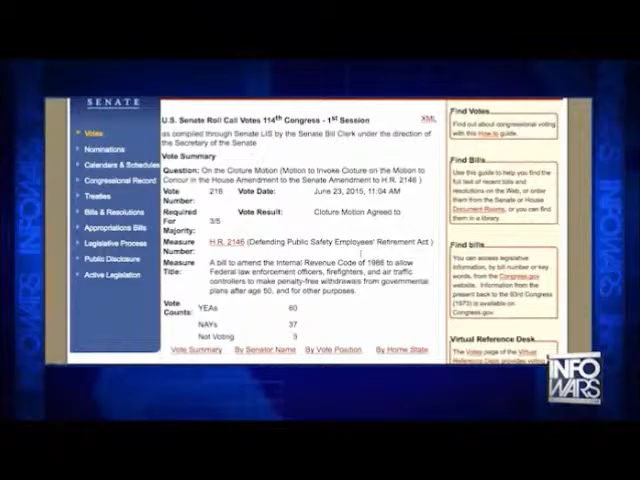 SENATE
Votes
Nominations
Calendars & Schedules
Congressional Record
Treaties
Bills & Resolutions
Appropriations Bills
Legislative Process
Public Disclosure
Active Legislation
U.S. Senate Roll Call Votes 114th Congress - 1st Session
XML
as compiled through Senate LIS by the Senate Bill Clerk under the direction of
the Secretary of the Senate
Vote Summary
Question: On the Cloture Motion (Motion to Invoke Cloture on the Motion to
Concur in the House Amendment to the Senate Amendment to H.R. 2146 )
Vote Number: 218 Vote Date: June 23, 2015, 11:04 AM
Required For Majority: 3/5 Vote Result: Cloture Motion Agreed to
Measure Number: H.R. 2146 (Defending Public Safety Employees' Retirement Act )
Measure Title: A bill to amend the Internal Revenue Code of 1986 to allow
Federal law enforcement officers, firefighters, and air traffic
controllers to make penalty-free withdrawals from governmental
plans after age 50, and for other purposes.
Vote Counts: YEAs 60
NAYs 37
Not Voting 3
Vote Summary By Senator Name By Vote Position By Home State
Find Votes
Find out about congressional voting
with this How to guide.
Find Bills
Use this guide to help you find the
full text of recent bills and
resolutions on the Web, or order
them from Senate or House
Document Rooms, or you can find
them in a library.
Find bills
You can access legislative
information, by bill number or key
words, from the Congress.gov
website. Information from the
present back to the 93rd Congress
(1973) is available on
Congress.gov.
Virtual Reference Desk
The Votes page of the Virtual
Reference Desk provides voting
INFO
WARS
INFOWARS